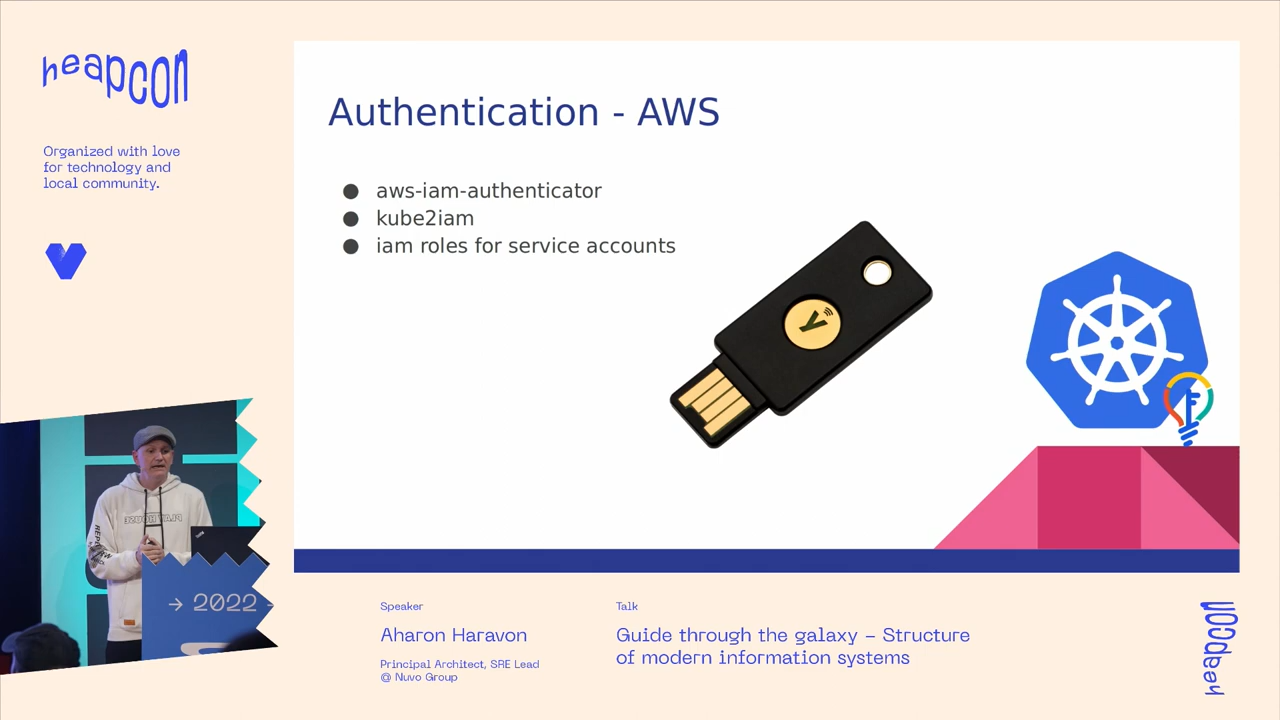 heapcon
Organized with love
for technology and
local community.
Authentication - AWS
● aws-iam-authenticator
● kube2iam
● iam roles for service accounts
→ 2022 -
Speaker
Aharon Haravon
Principal Architect, SRE Lead
@ Nuvo Group
Talk
Guide through the galaxy – Structure
of modern information systems
heapcon